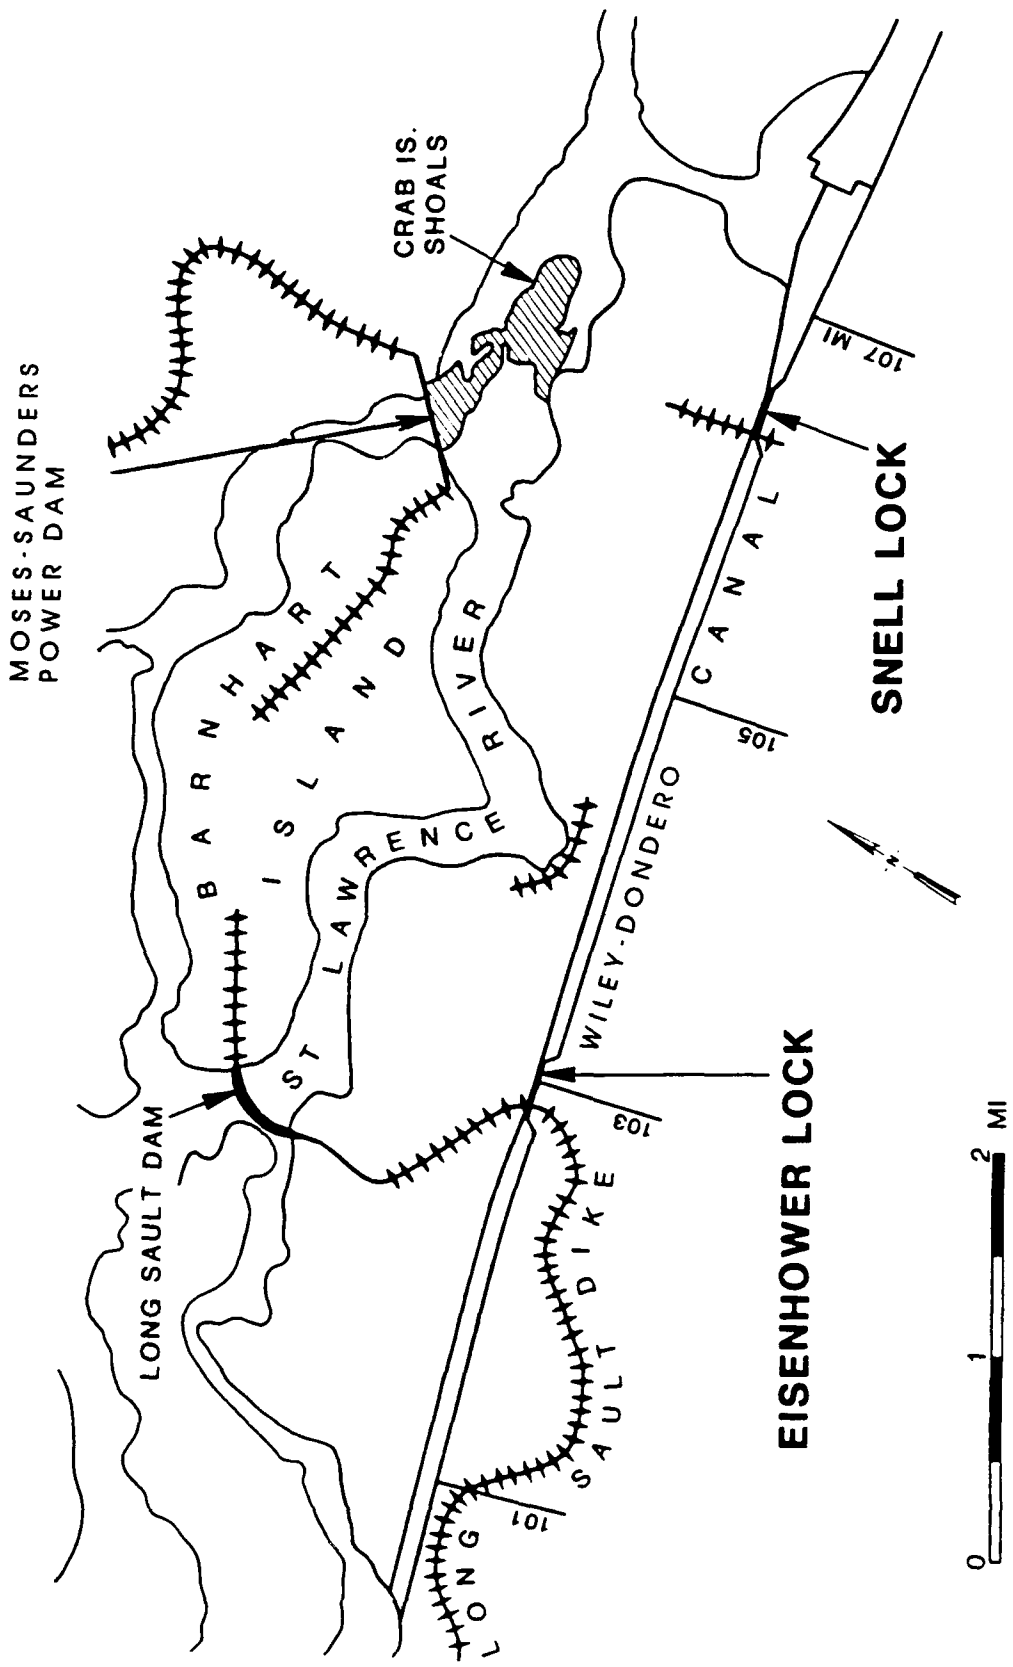 MOSES-SAUNDERS
POWER DAM
CRAB IS.
SHOALS
LONG SAULT DAM
BARNHART
ISLAND
ST LAWRENCE RIVER
WILEY-DONDERO
CANAL
LONG SAULT DIKE
EISENHOWER LOCK
SNELL LOCK
101
103
105
107 MI
N
0 1 2 MI